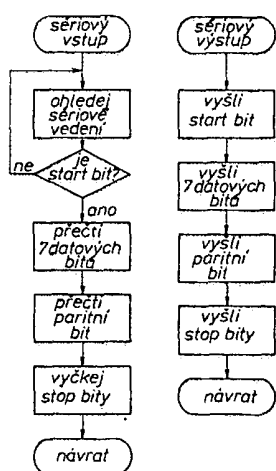 sériový
vstup
ohledej
sériové
vedení
je
start bit?
ne
ano
přečti
7datových
bitů
přečti
paritní
bit
vyčkej
stop bity
návrat
sériový
výstup
vyšli
start bit
vyšli
7datových
bitů
vyšli
paritní
bit
vyšli
stop bity
návrat